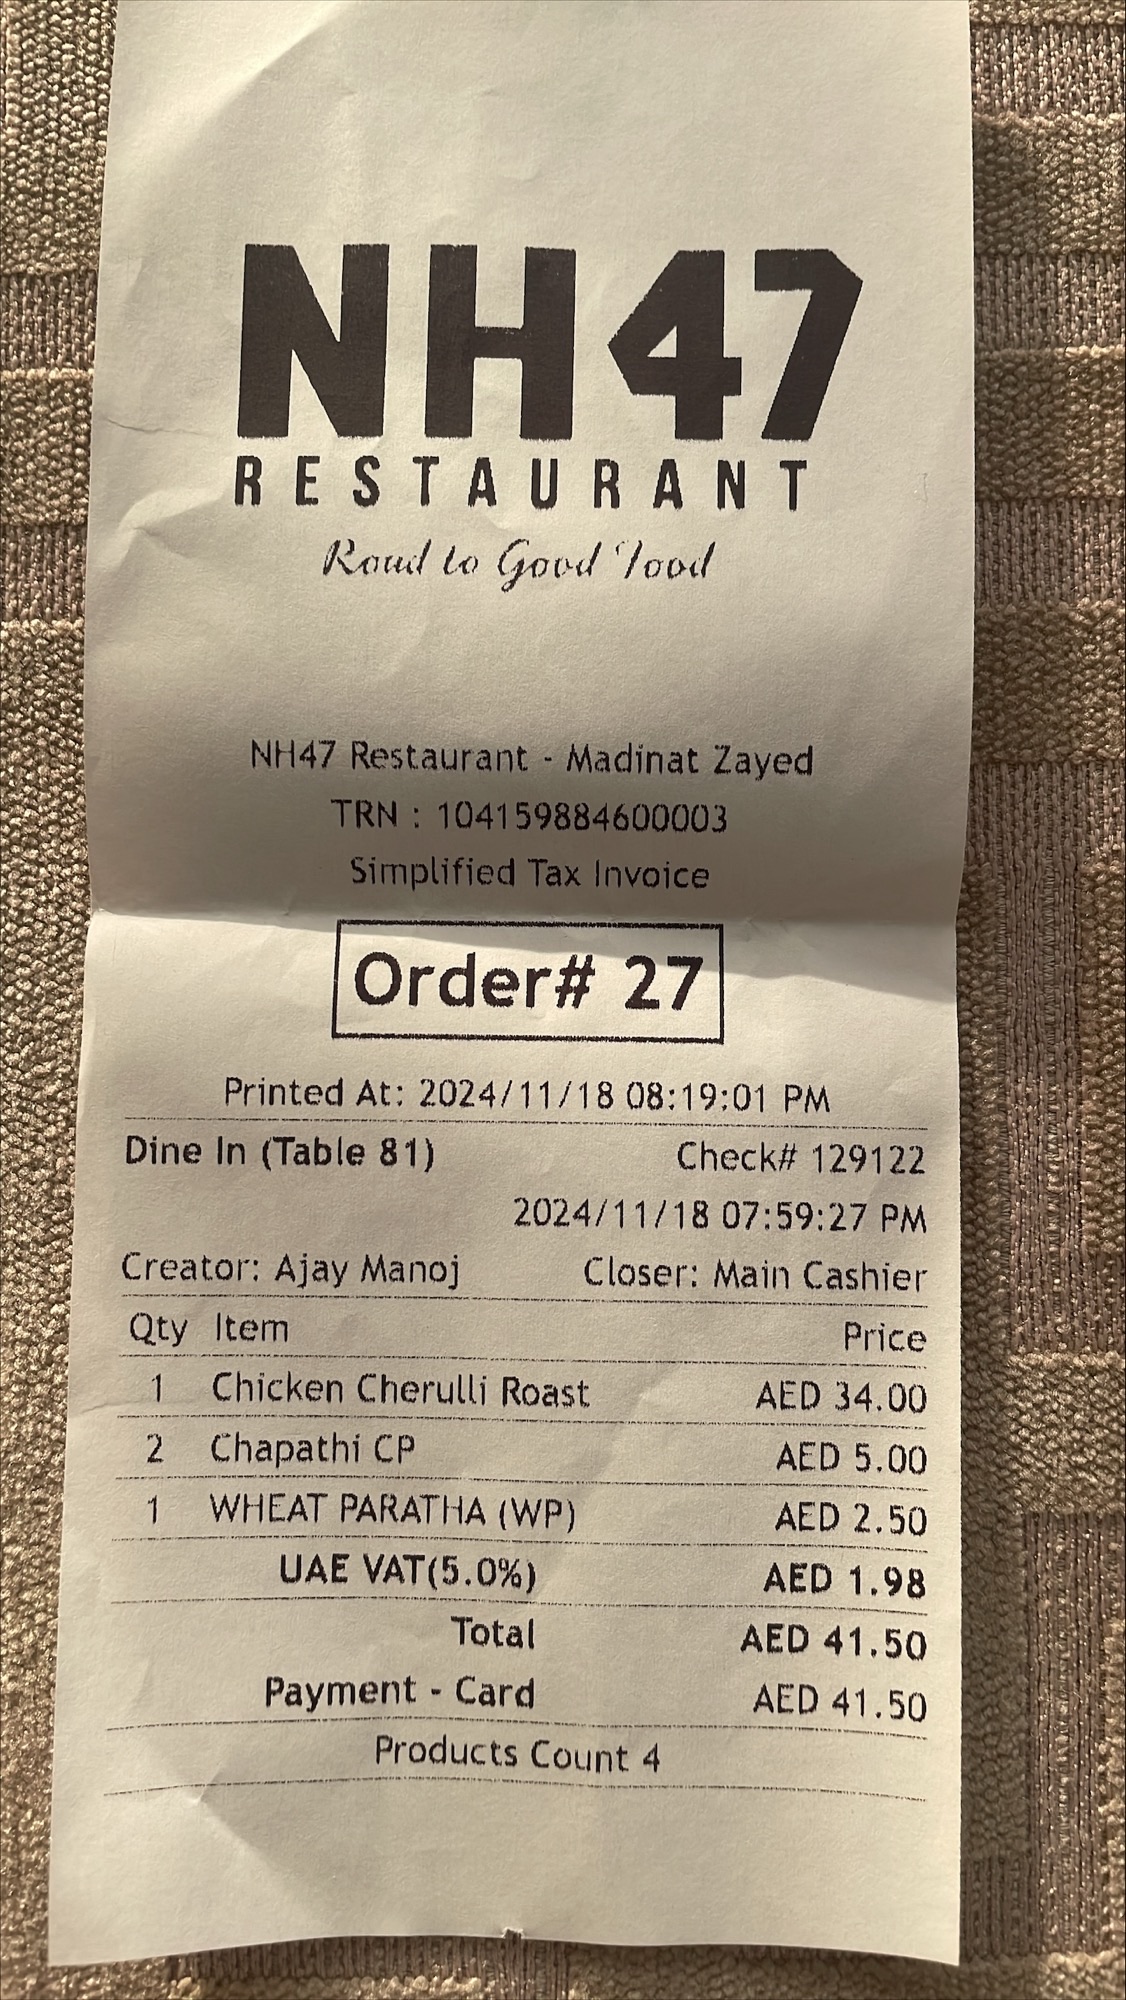 NH47
RESTAURANT
Road to Good Food
NH47 Restaurant - Madinat Zayed
TRN : 104159884600003
Simplified Tax Invoice
Order# 27
Printed At: 2024/11/18 08:19:01 PM
Dine In (Table 81) Check# 129122
2024/11/18 07:59:27 PM
Creator: Ajay Manoj Closer: Main Cashier
Qty Item Price
1 Chicken Cherulli Roast AED 34.00
2 Chapathi CP AED 5.00
1 WHEAT PARATHA (WP) AED 2.50
UAE VAT(5.0%) AED 1.98
Total AED 41.50
Payment - Card AED 41.50
Products Count 4